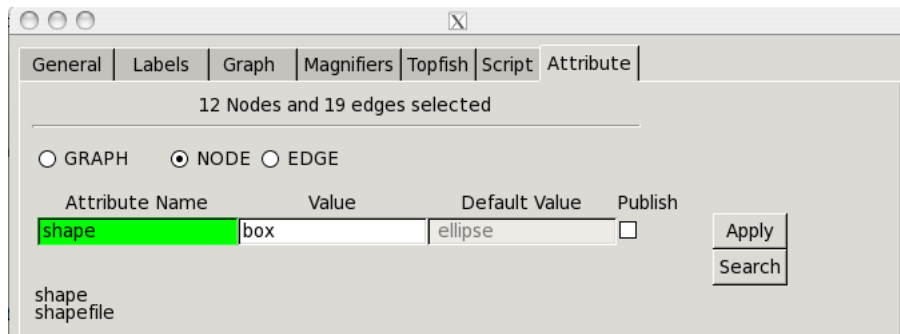 X
General Labels Graph Magnifiers Topfish Script Attribute
12 Nodes and 19 edges selected
GRAPH NODE EDGE
Attribute Name Value Default Value Publish
shape box ellipse Apply
Search
shape
shapefile